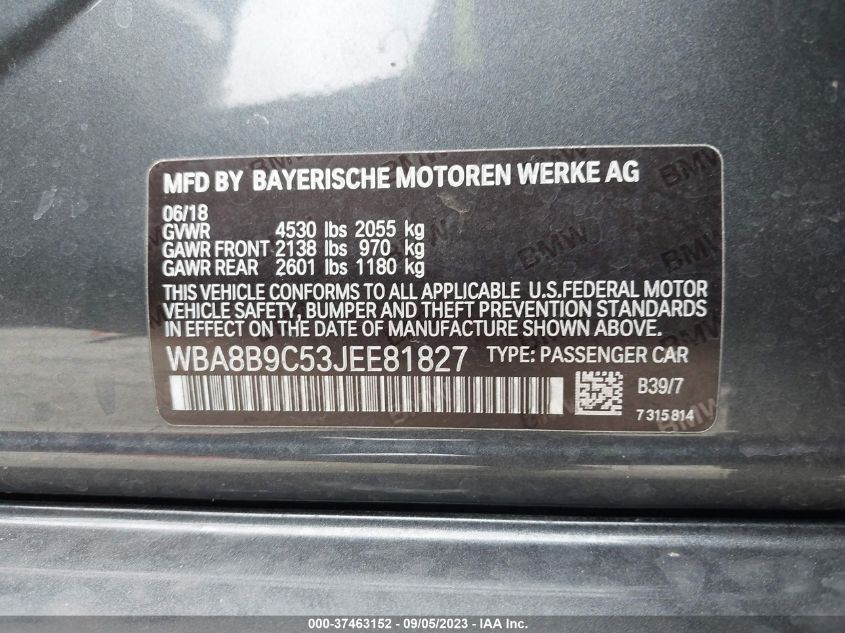 MFD BY BAYERISCHE MOTOREN WERKE AG
06/18
GVWR 4530 lbs 2055 kg
GAWR FRONT 2138 lbs 970 kg
GAWR REAR 2601 lbs 1180 kg
THIS VEHICLE CONFORMS TO ALL APPLICABLE U.S.FEDERAL MOTOR
VEHICLE SAFETY, BUMPER AND THEFT PREVENTION STANDARDS
IN EFFECT ON THE DATE OF MANUFACTURE SHOWN ABOVE.
WBA8B9C53JEE81827 TYPE: PASSENGER CAR
B39/7
7 315 814
BMW
BMW
BMW
000-37463152 - 09/05/2023 - IAA Inc.